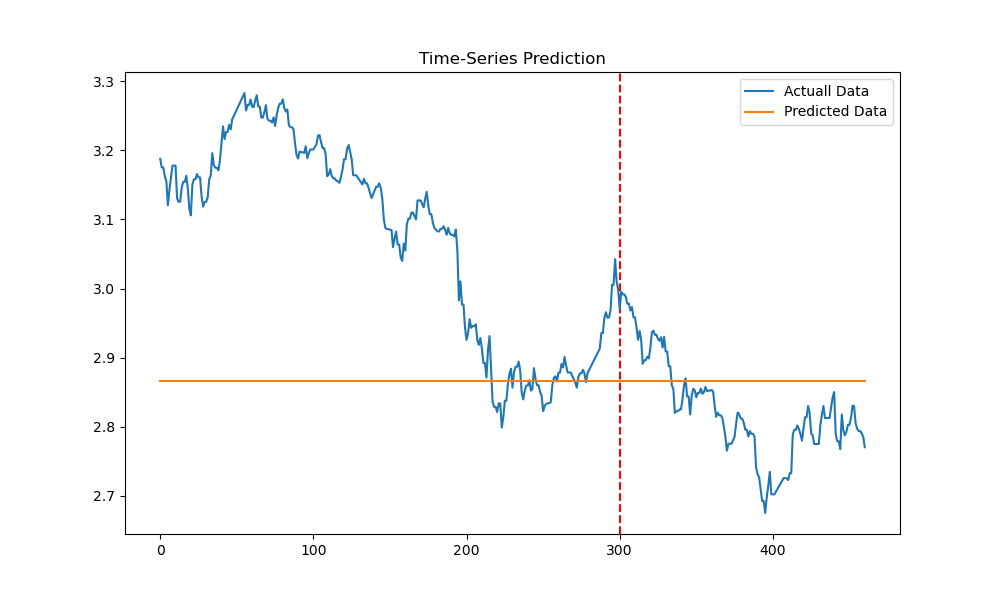 Time-Series Prediction
Actuall Data
Predicted Data
3.3
3.2
3.1
3.0
2.9
2.8
2.7
0 100 200 300 400